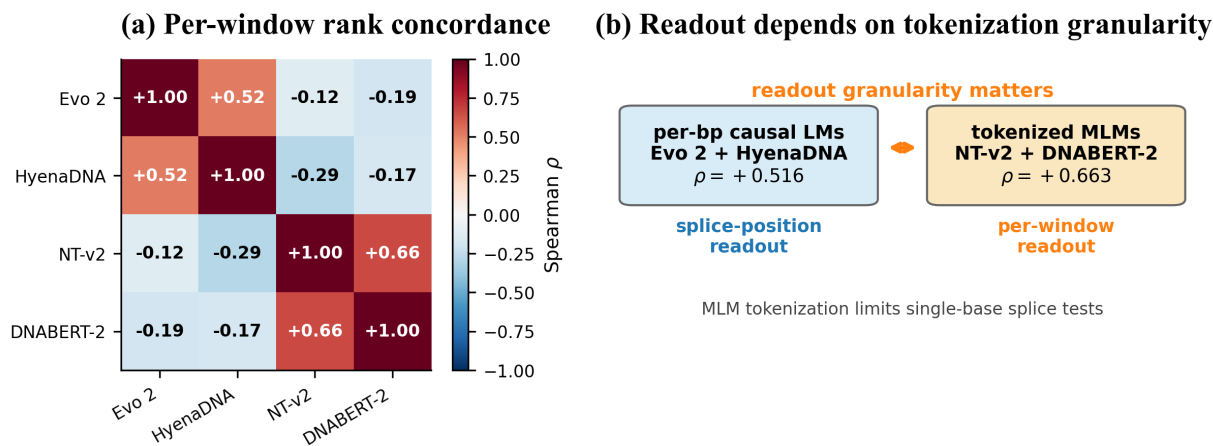 (a) Per-window rank concordance
Evo 2
HyenaDNA
NT-v2
DNABERT-2
+1.00 +0.52 -0.12 -0.19
+0.52 +1.00 -0.29 -0.17
-0.12 -0.29 +1.00 +0.66
-0.19 -0.17 +0.66 +1.00
Evo 2
HyenaDNA
NT-v2
DNABERT-2
1.00
0.75
0.50
0.25
0.00
−0.25
−0.50
−0.75
−1.00
Spearman ρ
(b) Readout depends on tokenization granularity
readout granularity matters
per-bp causal LMs
Evo 2 + HyenaDNA
ρ = +0.516
splice-position
readout
tokenized MLMs
NT-v2 + DNABERT-2
ρ = +0.663
per-window
readout
MLM tokenization limits single-base splice tests